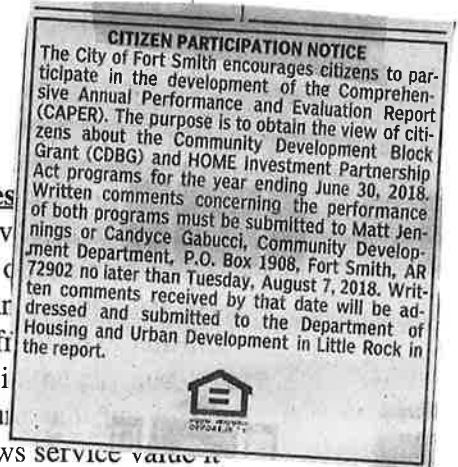 CITIZEN PARTICIPATION NOTICE
The City of Fort Smith encourages citizens to par-
ticipate in the development of the Comprehen-
sive Annual Performance and Evaluation Report
(CAPER). The purpose is to obtain the view of citi-
zens about the Community Development Block
Grant (CDBG) and HOME Investment Partnership
Act programs for the year ending June 30, 2018.
Written comments concerning the performance
of both programs must be submitted to Matt Jen-
nings or Candyce Gabucci, Community Develop-
ment Department, P.O. Box 1908, Fort Smith, AR
72902 no later than Tuesday, August 7, 2018. Writ-
ten comments received by that date will be ad-
dressed and submitted to the Department of
Housing and Urban Development in Little Rock in
the report.
ws service value it